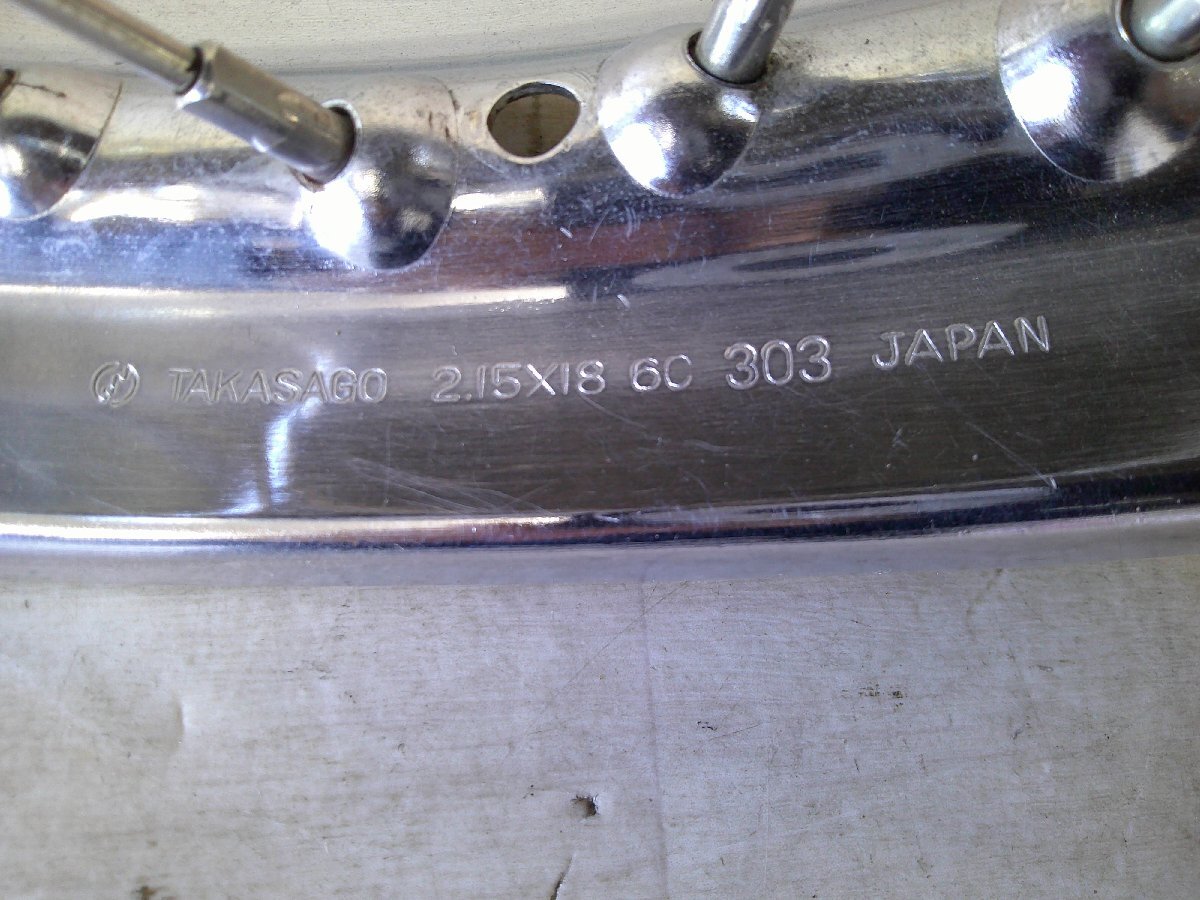 TAKASAGO 2.15X18 6C 303 JAPAN